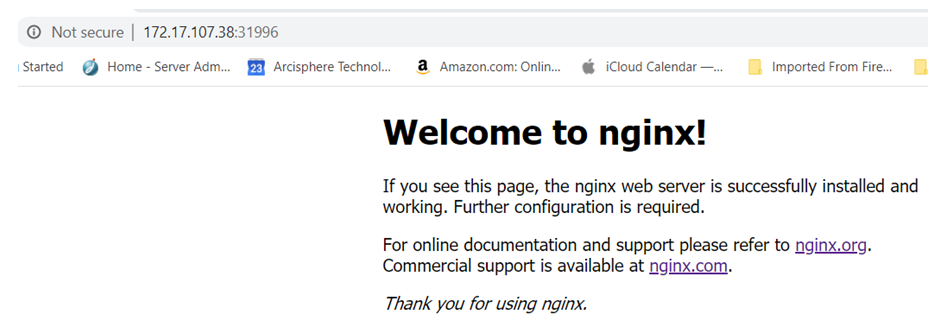 Not secure | 172.17.107.38:31996
Started Home - Server Adm... 23 Arcisphere Technol... a Amazon.com: Onlin... iCloud Calendar —... Imported From Fire...
Welcome to nginx!
If you see this page, the nginx web server is successfully installed and
working. Further configuration is required.
For online documentation and support please refer to nginx.org.
Commercial support is available at nginx.com.
Thank you for using nginx.